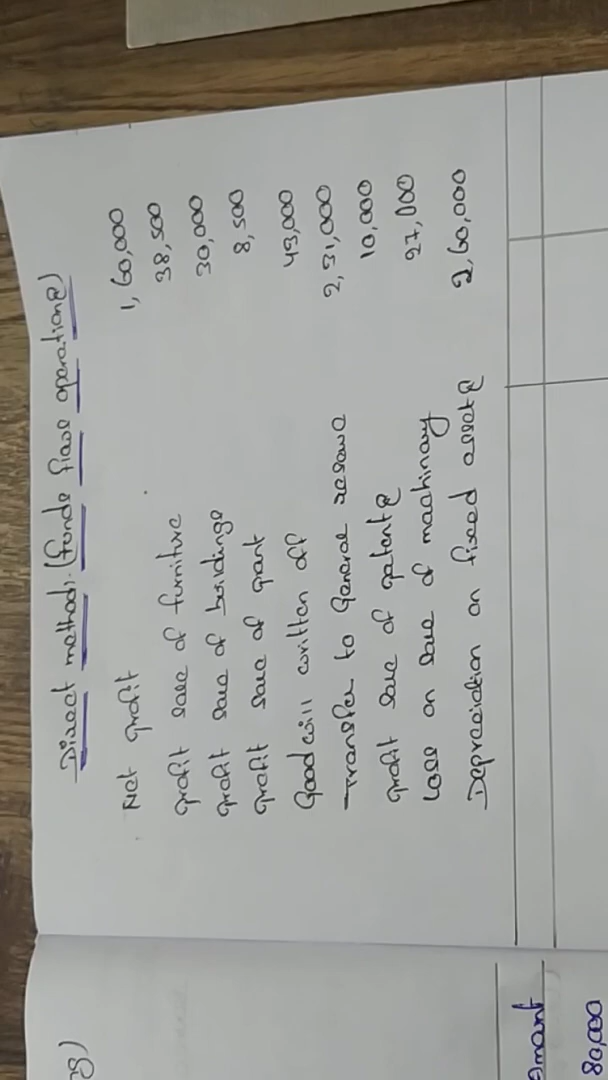 Direct method: (funds flow operations)
Net profit 1,60,000
profit sale of furniture 38,500
profit sale of buildings 30,000
profit sale of plant 8,500
Good will written off 43,000
Transfer to General reserve 2,31,000
profit sale of patents 10,000
loss on sale of machinary 27,000
Depreciation on fixed assets 2,60,000
amount
80,000